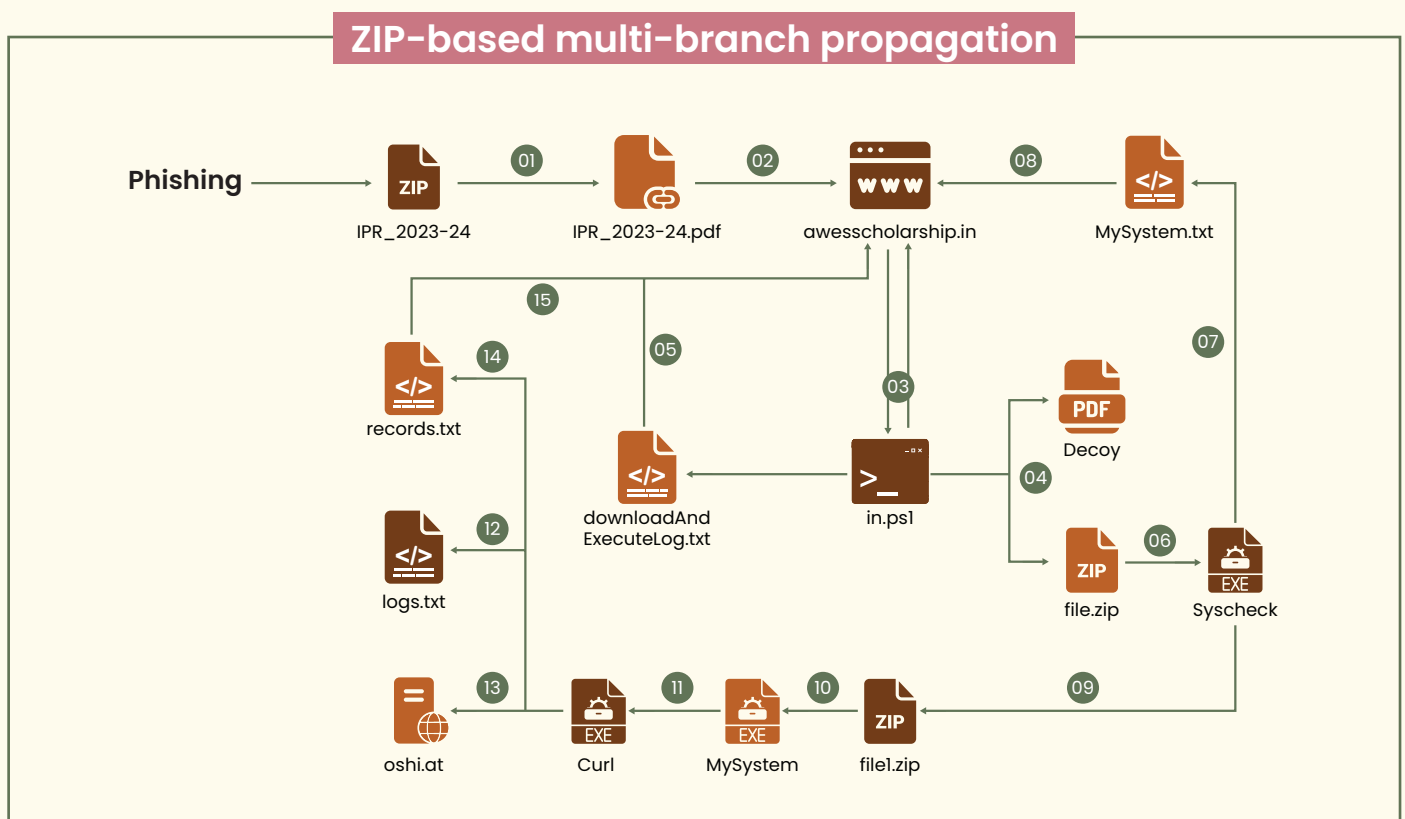 ZIP-based multi-branch propagation
Phishing
ZIP
IPR_2023-24
01
IPR_2023-24.pdf
02
www
awesscholarship.in
08
</>
MySystem.txt
15
14
</>
records.txt
05
</>
downloadAnd
ExecuteLog.txt
03
>_
in.ps1
04
PDF
Decoy
07
12
</>
logs.txt
ZIP
file.zip
06
EXE
Syscheck
13
oshi.at
EXE
Curl
11
EXE
MySystem
10
ZIP
file1.zip
09